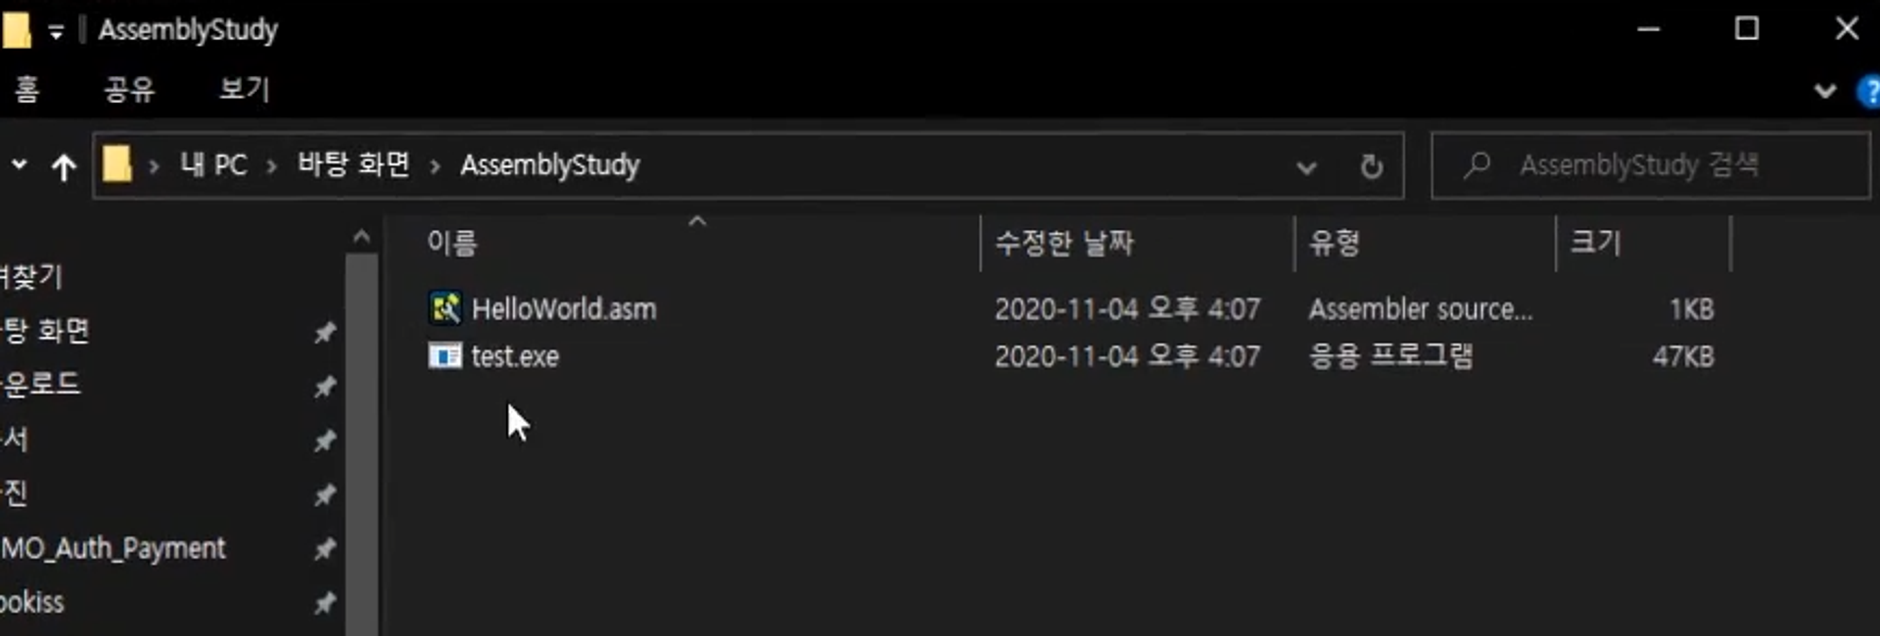 AssemblyStudy
홈 공유 보기
내 PC 바탕 화면 AssemblyStudy AssemblyStudy 검색
이름 수정한 날짜 유형 크기
HelloWorld.asm 2020-11-04 오후 4:07 Assembler source... 1KB
test.exe 2020-11-04 오후 4:07 응용 프로그램 47KB
찾기
탕 화면
운로드
서
진
MO_Auth_Payment
ookiss